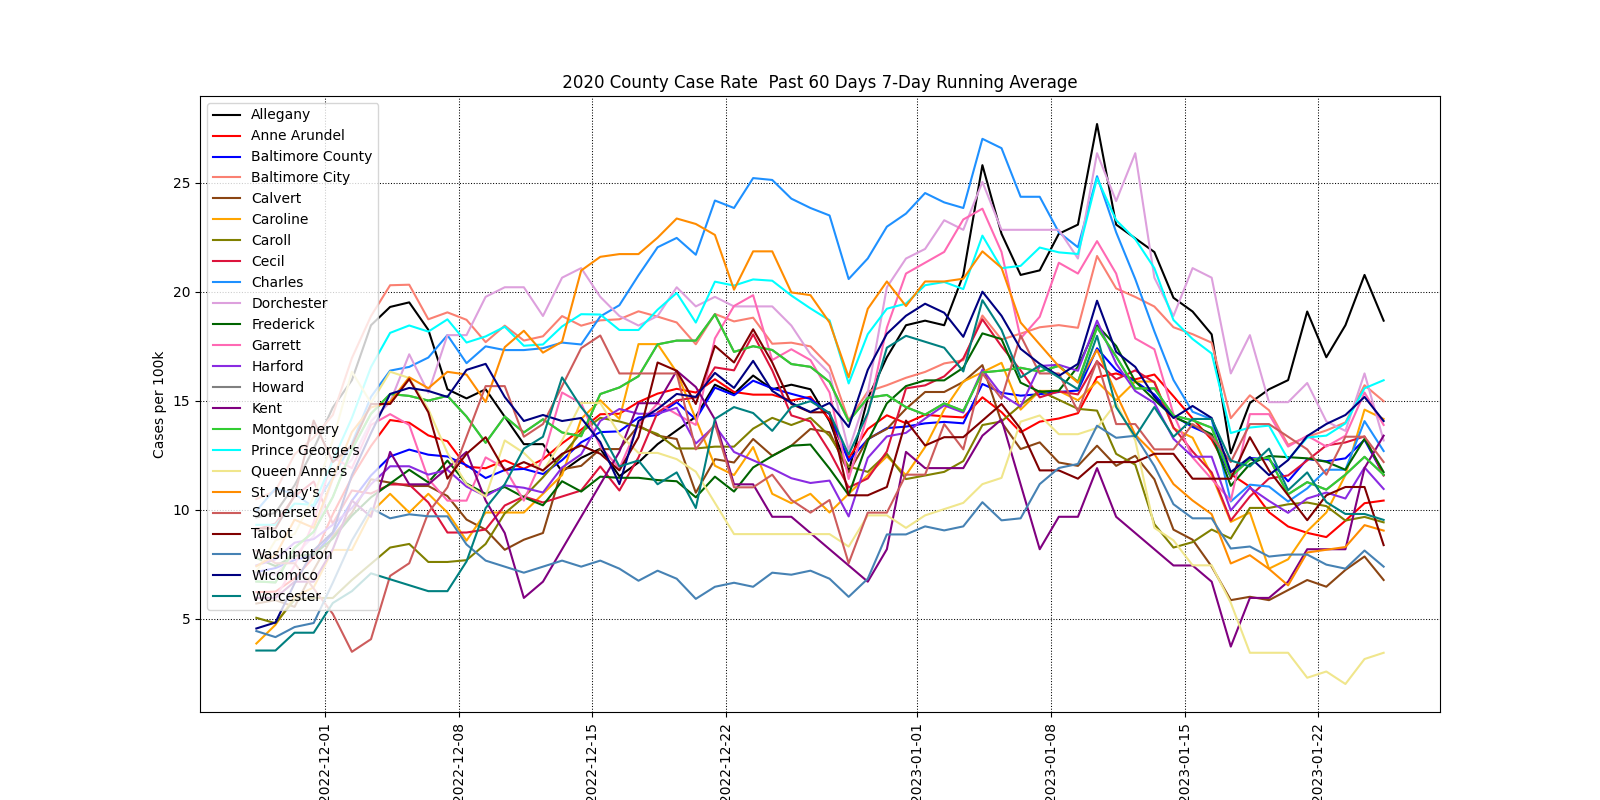 2020 County Case Rate  Past 60 Days 7-Day Running Average
Cases per 100k
25
20
15
10
5
Allegany
Anne Arundel
Baltimore County
Baltimore City
Calvert
Caroline
Caroll
Cecil
Charles
Dorchester
Frederick
Garrett
Harford
Howard
Kent
Montgomery
Prince George's
Queen Anne's
St. Mary's
Somerset
Talbot
Washington
Wicomico
Worcester
2022-12-01
2022-12-08
2022-12-15
2022-12-22
2023-01-01
2023-01-08
2023-01-15
2023-01-22